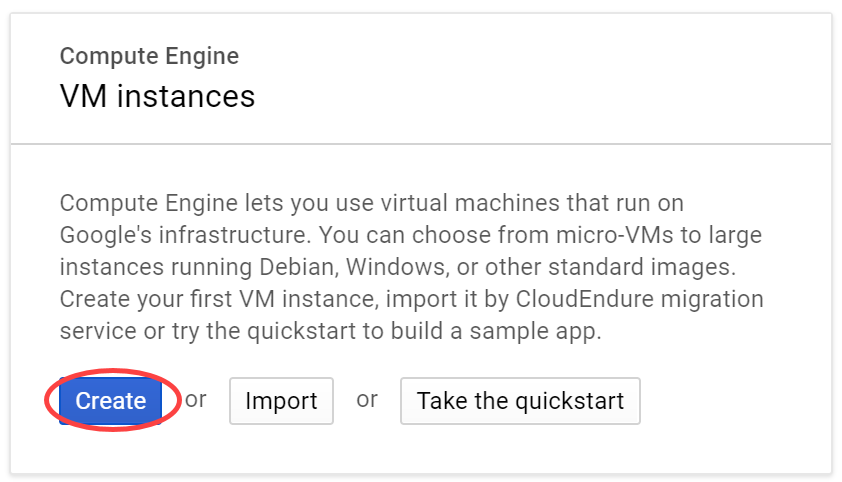 Compute Engine
VM instances
Compute Engine lets you use virtual machines that run on
Google's infrastructure. You can choose from micro-VMs to large
instances running Debian, Windows, or other standard images.
Create your first VM instance, import it by CloudEndure migration
service or try the quickstart to build a sample app.
Create or Import or Take the quickstart